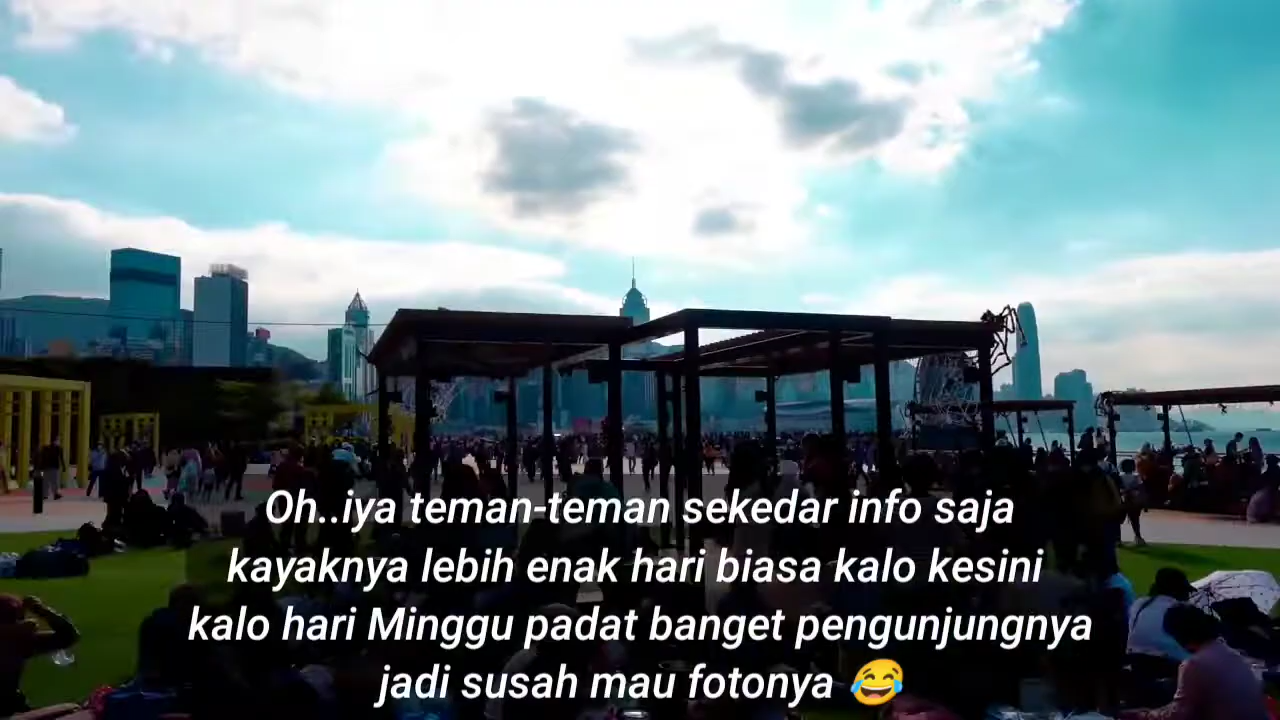 Oh..iya teman-teman sekedar info saja
kayaknya lebih enak hari biasa kalo kesini
kalo hari Minggu padat banget pengunjungnya
jadi susah mau fotonya 😂